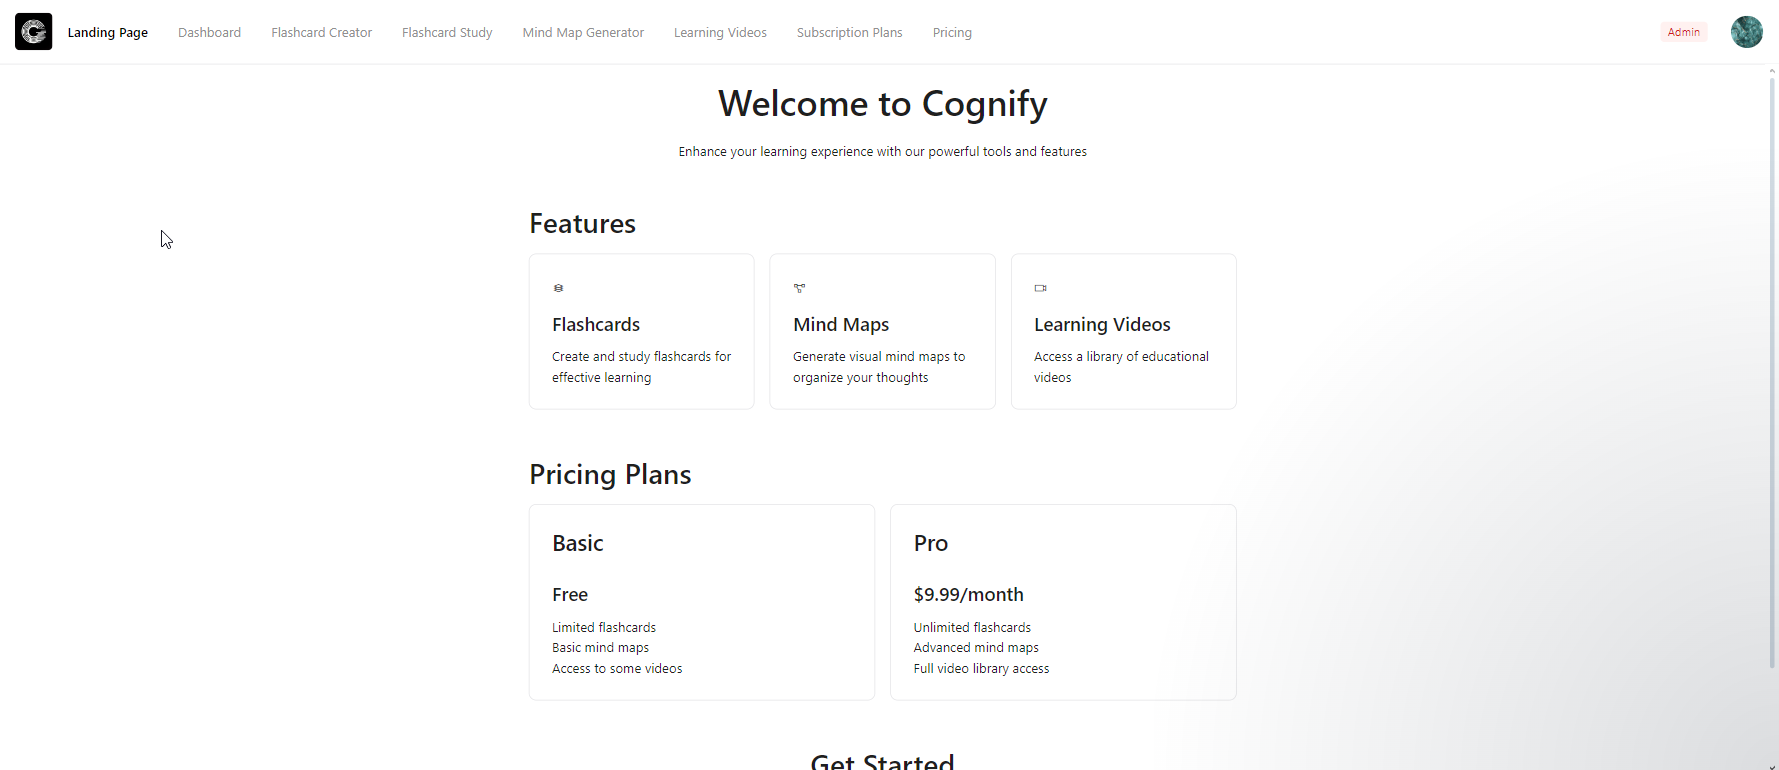 Landing Page Dashboard Flashcard Creator Flashcard Study Mind Map Generator Learning Videos Subscription Plans Pricing Admin
Welcome to Cognify
Enhance your learning experience with our powerful tools and features
Features
Flashcards
Create and study flashcards for
effective learning
Mind Maps
Generate visual mind maps to
organize your thoughts
Learning Videos
Access a library of educational
videos
Pricing Plans
Basic
Free
Limited flashcards
Basic mind maps
Access to some videos
Pro
$9.99/month
Unlimited flashcards
Advanced mind maps
Full video library access
Get Started